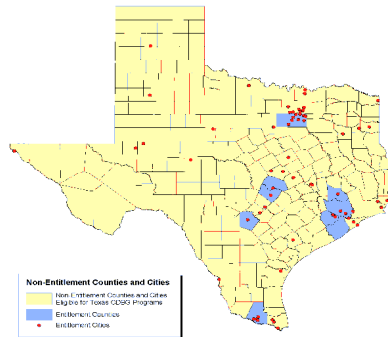 Non-Entitlement Counties and Cities
Non-Entitlement Counties and Cities
Eligible for Texas CDBG Programs
Entitlement Counties
Entitlement Cities